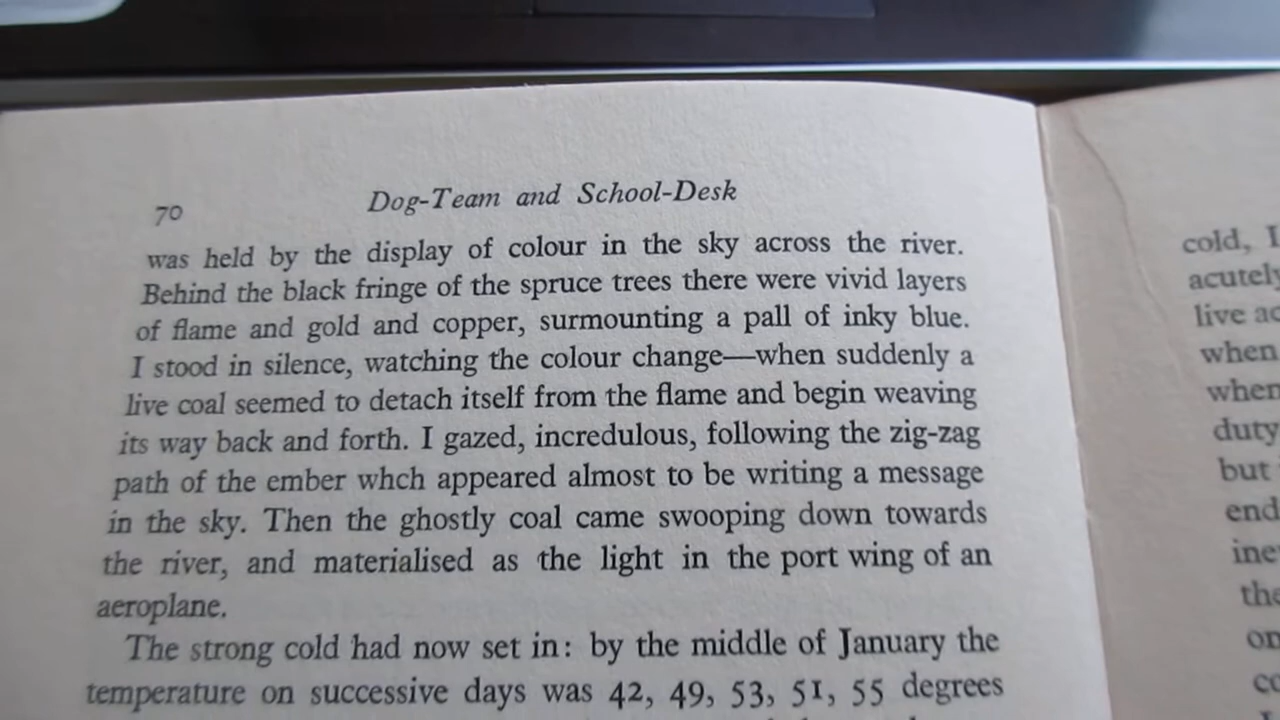 70 Dog-Team and School-Desk
was held by the display of colour in the sky across the river.
Behind the black fringe of the spruce trees there were vivid layers
of flame and gold and copper, surmounting a pall of inky blue.
I stood in silence, watching the colour change—when suddenly a
live coal seemed to detach itself from the flame and begin weaving
its way back and forth. I gazed, incredulous, following the zig-zag
path of the ember whch appeared almost to be writing a message
in the sky. Then the ghostly coal came swooping down towards
the river, and materialised as the light in the port wing of an
aeroplane.
The strong cold had now set in: by the middle of January the
temperature on successive days was 42, 49, 53, 51, 55 degrees
cold, I
acutely
live
when
when
duty
but
end
the
on